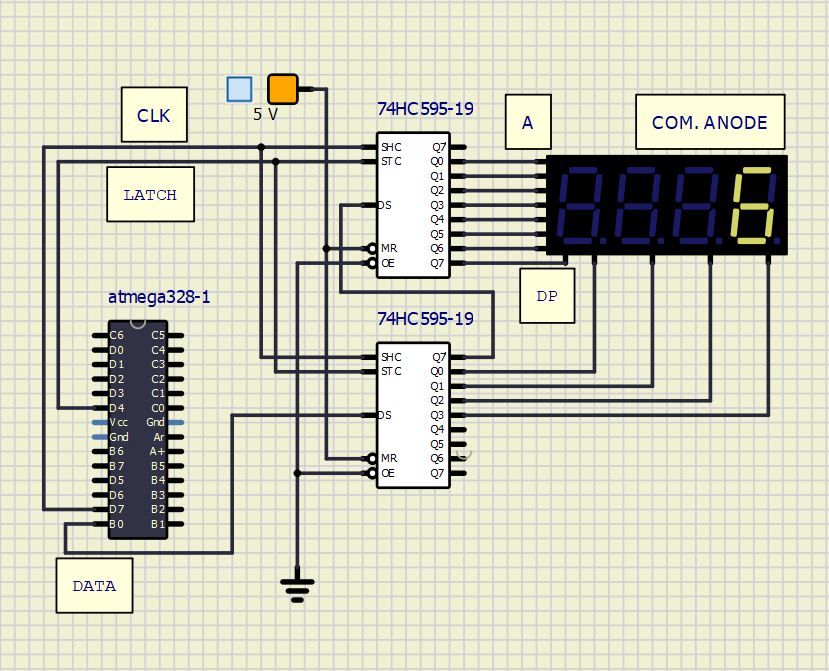 CLK
5 V
74HC595-19
A
COM. ANODE
LATCH
SHC Q7
STC Q0
Q1
Q2
DS Q3
Q4
Q5
MR Q6
OE Q7
DP
atmega328-1
74HC595-19
C6 C5
D0 C4
D1 C3
D2 C2
D3 C1
D4 C0
Vcc Gnd
Gnd Ar
B6 A+
B7 B5
D5 B4
D6 B3
D7 B2
B0 B1
SHC Q7
STC Q0
Q1
Q2
DS Q3
Q4
Q5
MR Q6
OE Q7
DATA